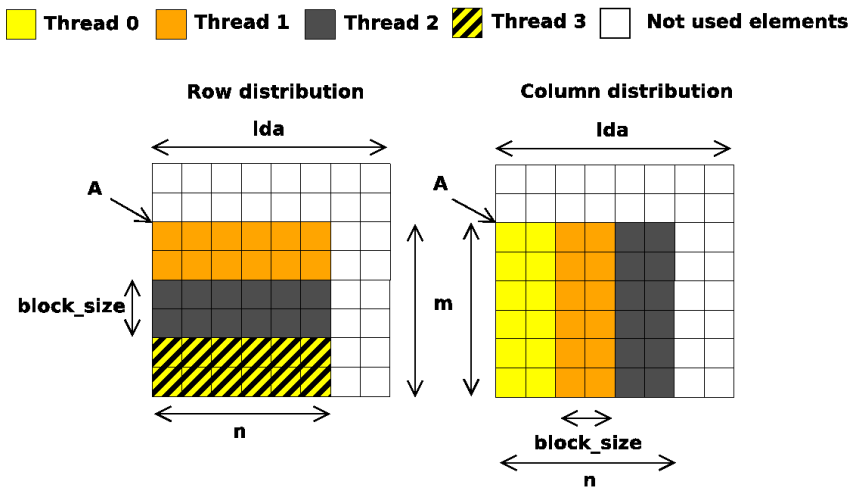 Thread 0 Thread 1 Thread 2 Thread 3 Not used elements
Row distribution
Column distribution
lda
lda
A
A
block_size
m
m
n
block_size
n